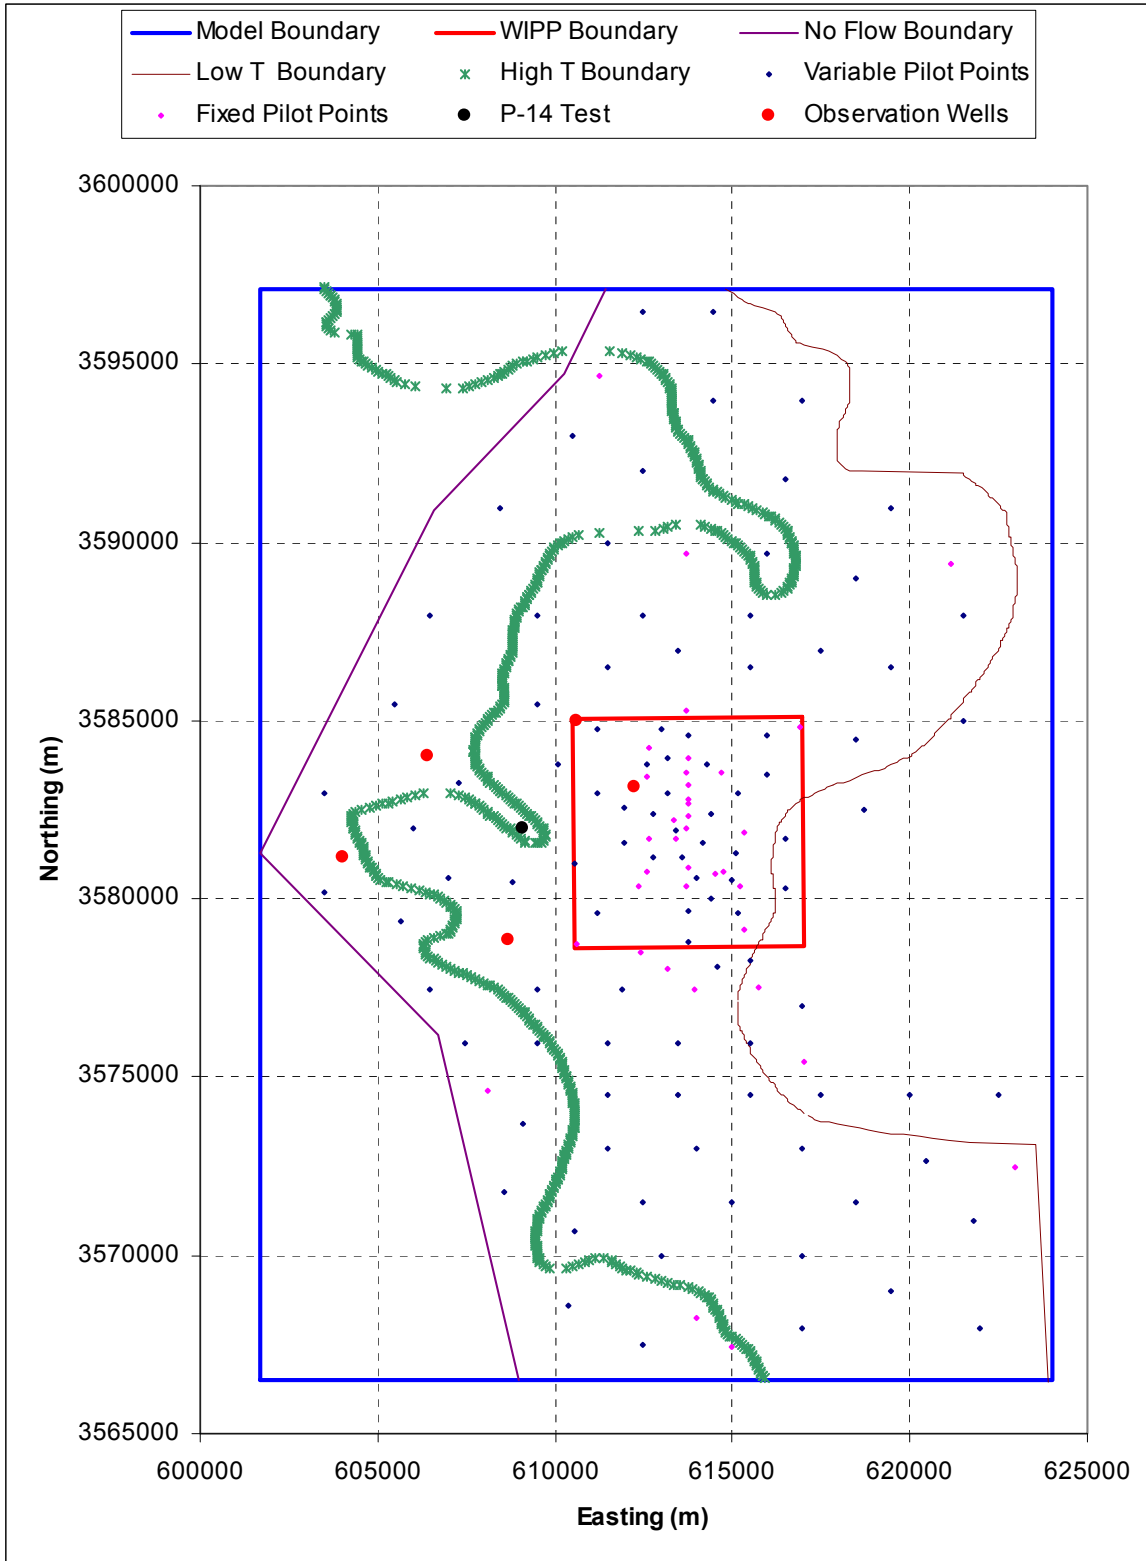 Model Boundary WIPP Boundary No Flow Boundary
Low T Boundary High T Boundary Variable Pilot Points
Fixed Pilot Points P-14 Test Observation Wells
3600000
3595000
3590000
3585000
3580000
3575000
3570000
3565000
Northing (m)
600000 605000 610000 615000 620000 625000
Easting (m)